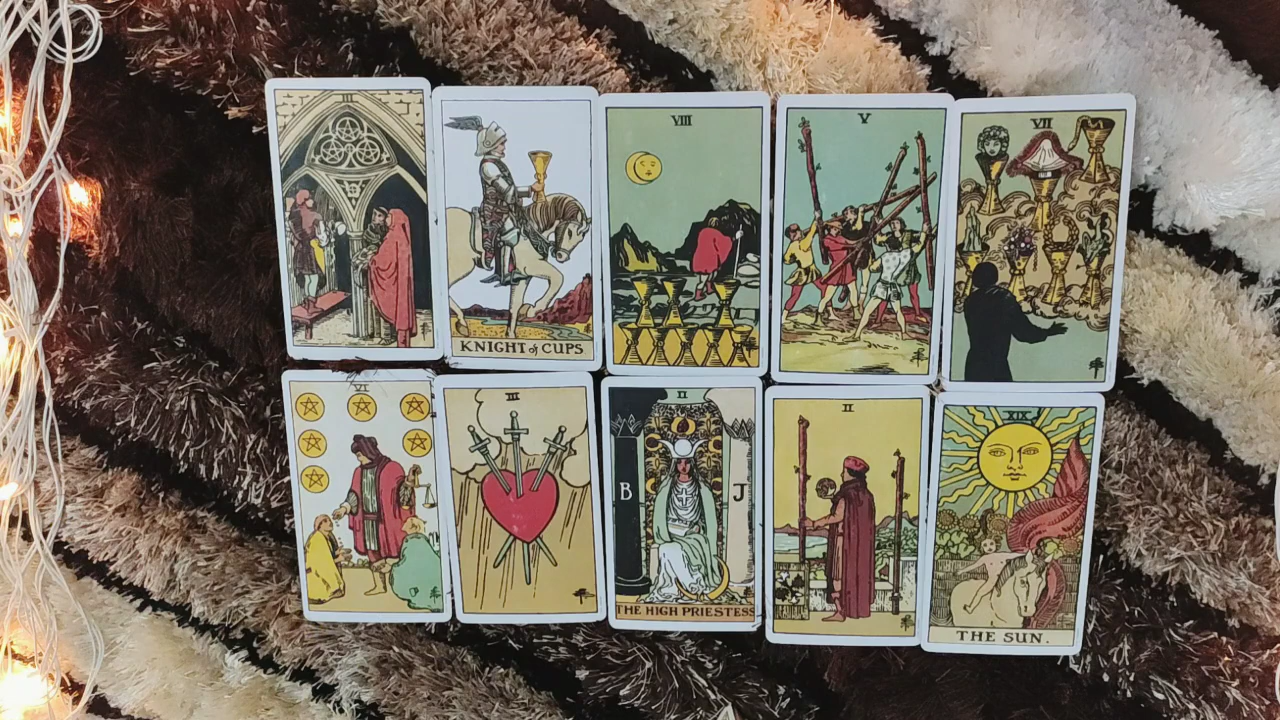 III
KNIGHT of CUPS
VIII
V
VII
VI
III
II
B J
THE HIGH PRIESTESS
II
XIX
THE SUN.